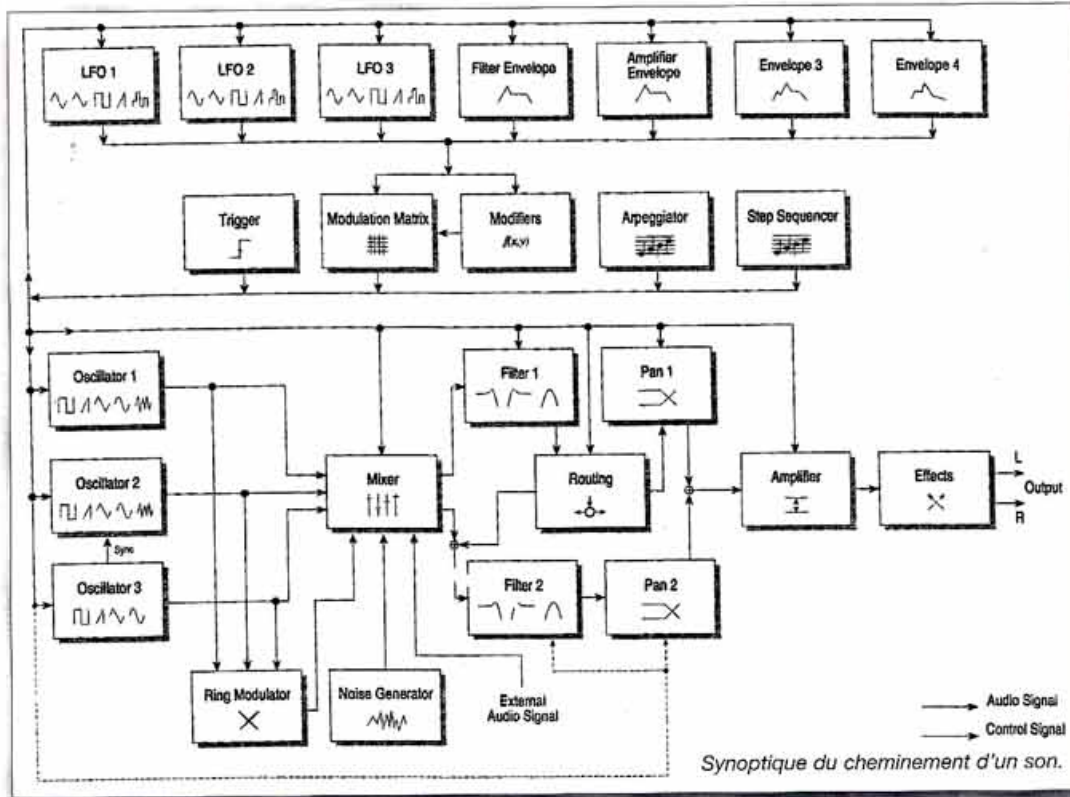 LFO 1
LFO 2
LFO 3
Filter Envelope
Amplifier
Envelope
Envelope 3
Envelope 4
Trigger
Modulation Matrix
Modifiers
f(x,y)
Arpeggiator
Step Sequencer
Oscillator 1
Filter 1
Pan 1
Oscillator 2
Mixer
Routing
Amplifier
Effects
L
Output
R
Sync
Oscillator 3
Filter 2
Pan 2
Ring Modulator
Noise Generator
External
Audio Signal
Audio Signal
Control Signal
Synoptique du cheminement d'un son.